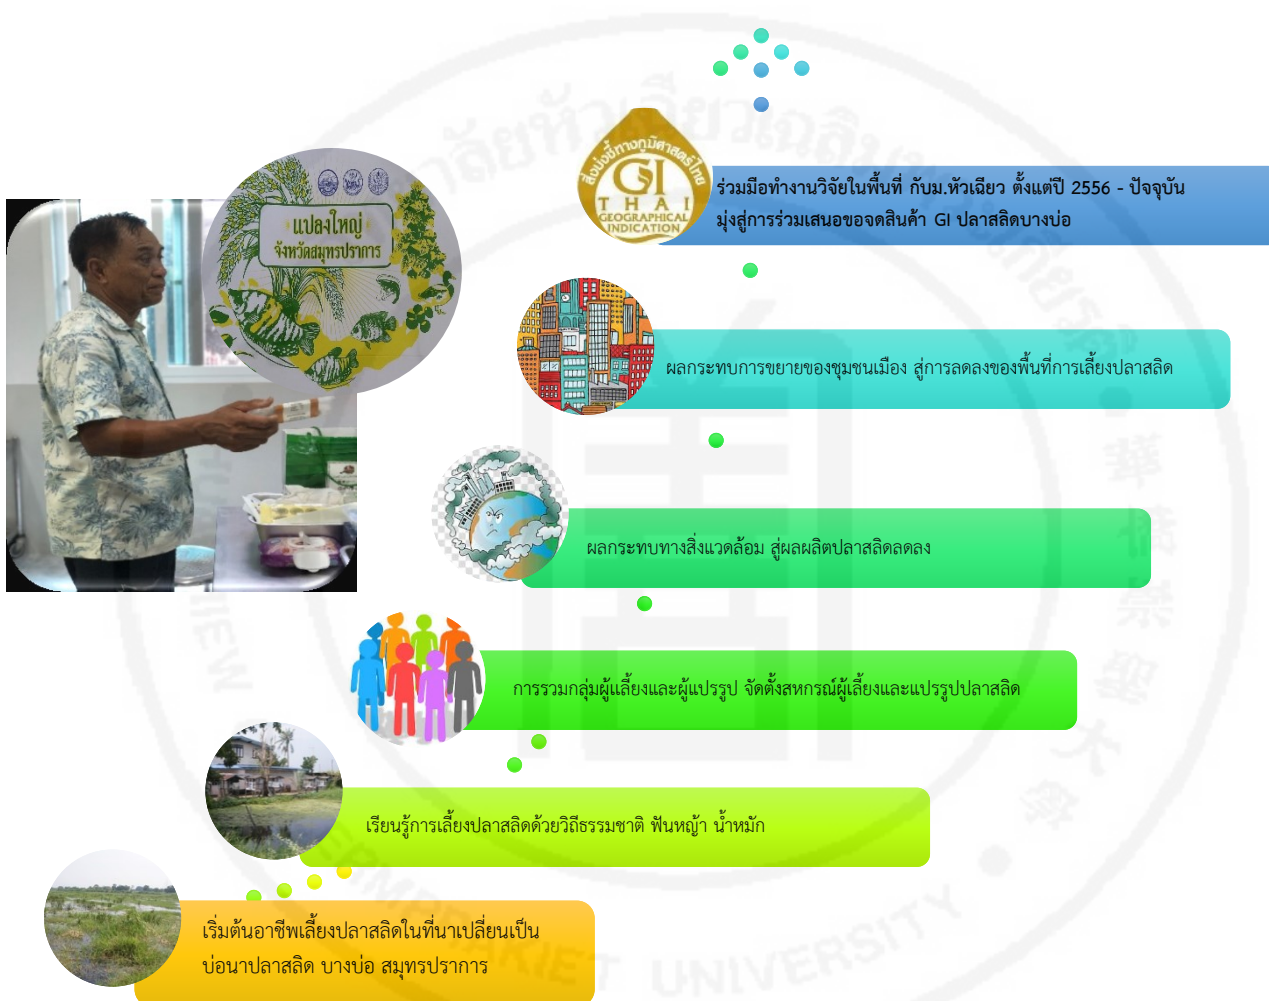 สิ่งบ่งชี้ทางภูมิศาสตร์ไทย
GI
THAI
GEOGRAPHICAL
INDICATION
ร่วมมือทำงานวิจัยในพื้นที่ กับม.หัวเฉียว ตั้งแต่ปี 2556 - ปัจจุบัน
มุ่งสู่การร่วมเสนอขอจดสินค้า GI ปลาสลิดบางบ่อ
แปลงใหญ่
จังหวัดสมุทรปราการ
ผลกระทบการขยายของชุมชนเมือง สู่การลดลงของพื้นที่การเลี้ยงปลาสลิด
ผลกระทบทางสิ่งแวดล้อม สู่ผลผลิตปลาสลิดลดลง
การรวมกลุ่มผู้แลี้ยงและผู้แปรรูป จัดตั้งสหกรณ์ผู้เลี้ยงและแปรรูปปลาสลิด
เรียนรู้การเลี้ยงปลาสลิดด้วยวิถีธรรมชาติ ฟันหญ้า น้ำหมัก
เริ่มต้นอาชีพเลี้ยงปลาสลิดในที่นาเปลี่ยนเป็น
บ่อนาปลาสลิด บางบ่อ สมุทรปราการ
UNIVERSITY
華
僑
崇
聖
大
學